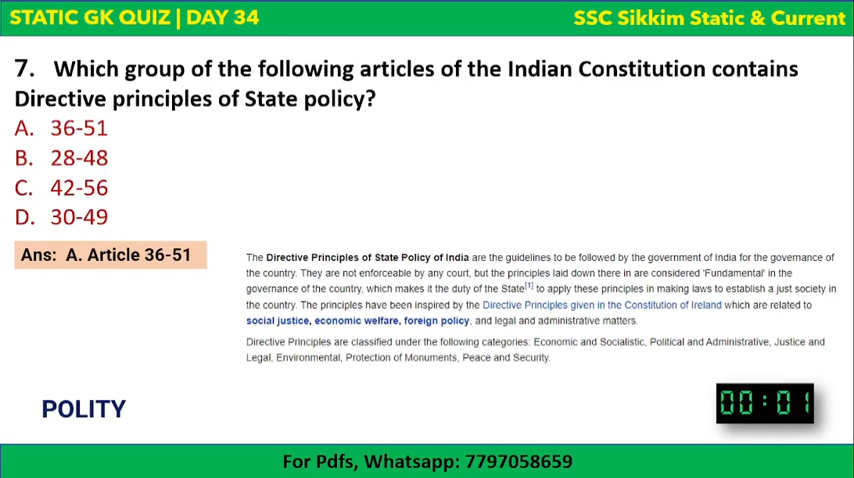 STATIC GK QUIZ | DAY 34
SSC Sikkim Static & Current
7. Which group of the following articles of the Indian Constitution contains
Directive principles of State policy?
A. 36-51
B. 28-48
C. 42-56
D. 30-49
Ans: A. Article 36-51
The Directive Principles of State Policy of India are the guidelines to be followed by the government of India for the governance of
the country. They are not enforceable by any court, but the principles laid down there in are considered 'Fundamental' in the
governance of the country, which makes it the duty of the State[1] to apply these principles in making laws to establish a just society in
the country. The principles have been inspired by the Directive Principles given in the Constitution of Ireland which are related to
social justice, economic welfare, foreign policy, and legal and administrative matters.
Directive Principles are classified under the following categories: Economic and Socialistic, Political and Administrative, Justice and
Legal, Environmental, Protection of Monuments, Peace and Security.
POLITY
00:01
For Pdfs, Whatsapp: 7797058659